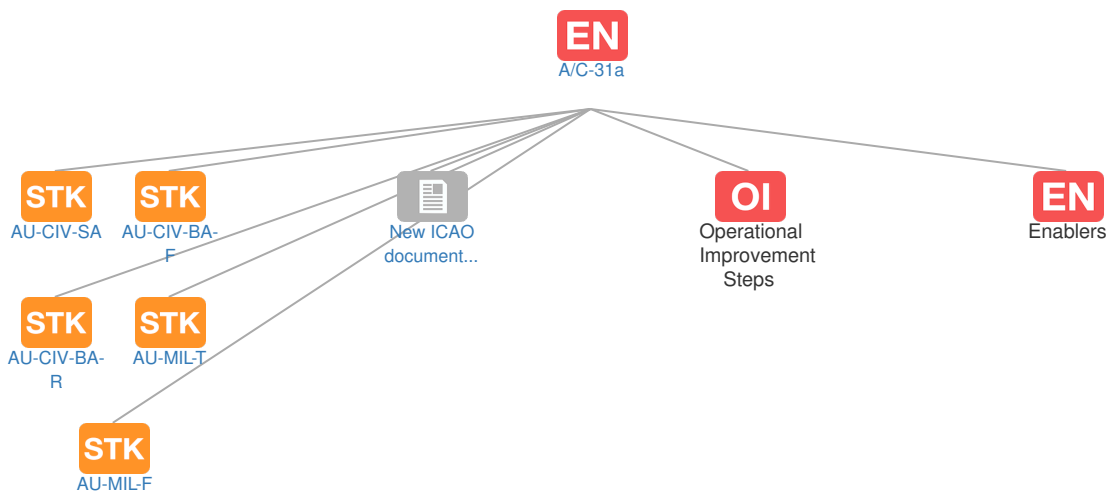 EN
A/C-31a
STK
AU-CIV-SA
STK
AU-CIV-BA-
F
New ICAO
document...
OI
Operational
Improvement
Steps
EN
Enablers
STK
AU-CIV-BA-
R
STK
AU-MIL-T
STK
AU-MIL-F